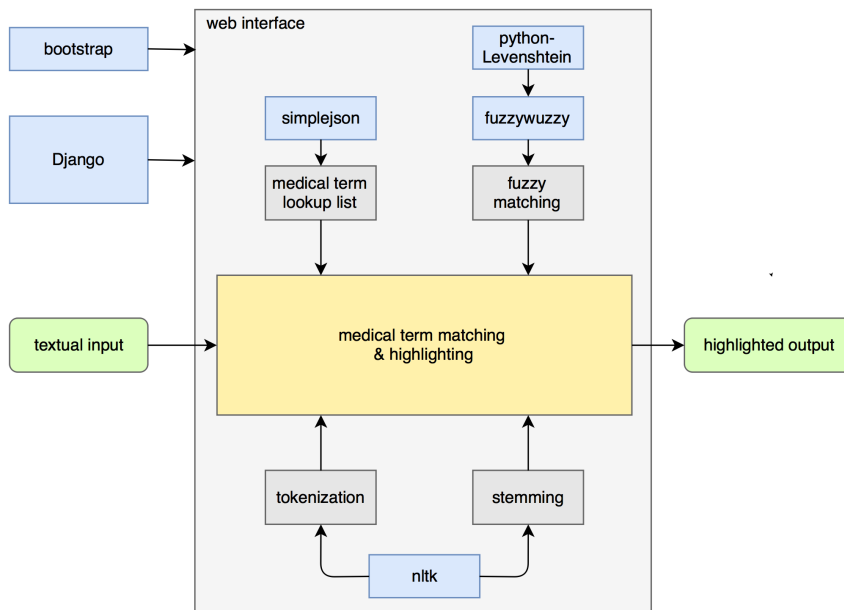 web interface
bootstrap
python-
Levenshtein
simplejson
fuzzywuzzy
Django
medical term
lookup list
fuzzy
matching
textual input
medical term matching
& highlighting
highlighted output
tokenization
stemming
nltk